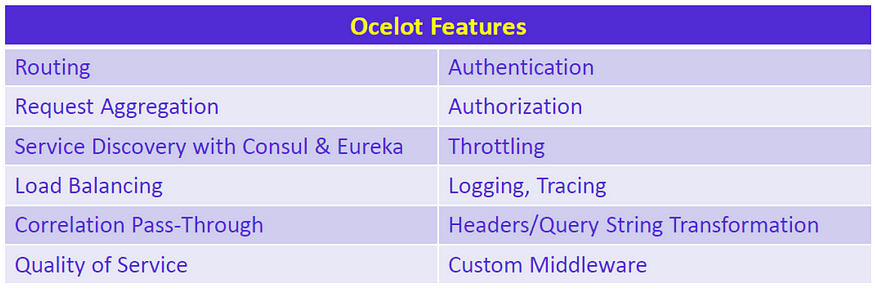 Ocelot Features
Routing
Authentication
Request Aggregation
Authorization
Service Discovery with Consul & Eureka
Throttling
Load Balancing
Logging, Tracing
Correlation Pass-Through
Headers/Query String Transformation
Quality of Service
Custom Middleware